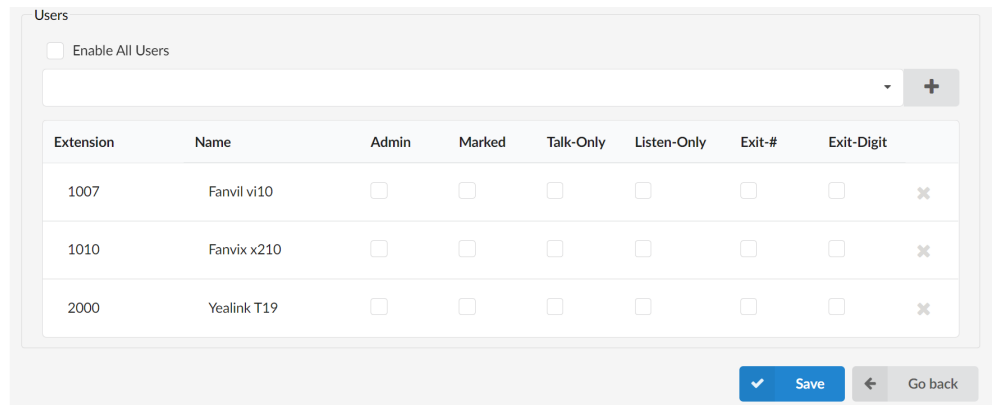 Users
Enable All Users
Extension Name Admin Marked Talk-Only Listen-Only Exit-# Exit-Digit
1007 Fanvil vi10
1010 Fanvix x210
2000 Yealink T19
Save Go back